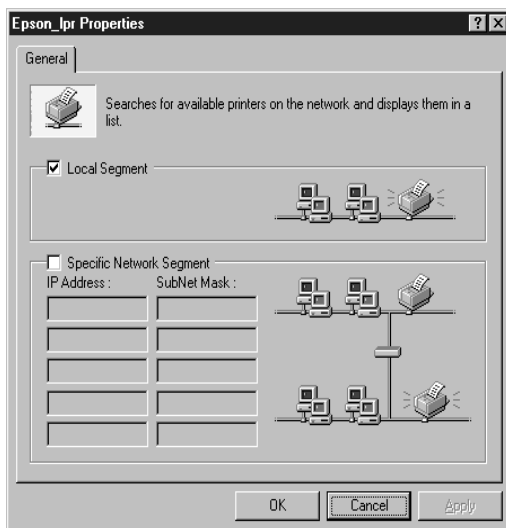 Epson_lpr Properties
General
Searches for available printers on the network and displays them in a
list.
Local Segment
Specific Network Segment
IP Address :
SubNet Mask :
OK
Cancel
Apply